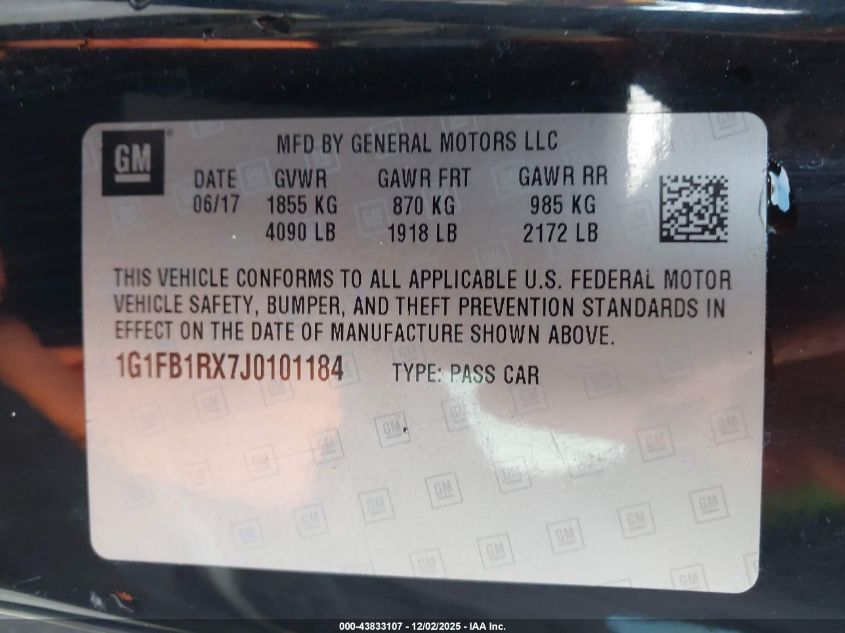 GM
MFD BY GENERAL MOTORS LLC
DATE GVWR GAWR FRT GAWR RR
06/17 1855 KG 870 KG 985 KG
4090 LB 1918 LB 2172 LB
THIS VEHICLE CONFORMS TO ALL APPLICABLE U.S. FEDERAL MOTOR
VEHICLE SAFETY, BUMPER, AND THEFT PREVENTION STANDARDS IN
EFFECT ON THE DATE OF MANUFACTURE SHOWN ABOVE.
1G1FB1RX7J0101184 TYPE: PASS CAR
000-43833107 - 12/02/2025 - IAA Inc.